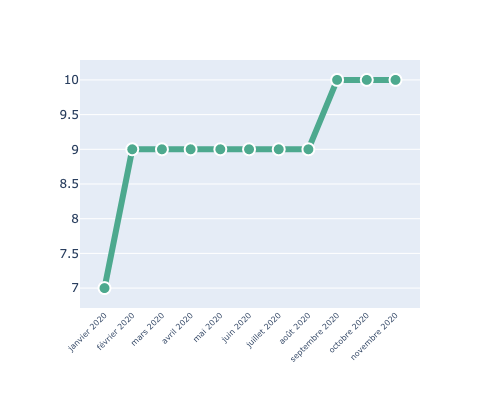 10
9.5
9
8.5
8
7.5
7
janvier 2020
février 2020
mars 2020
avril 2020
mai 2020
juin 2020
juillet 2020
août 2020
septembre 2020
octobre 2020
novembre 2020